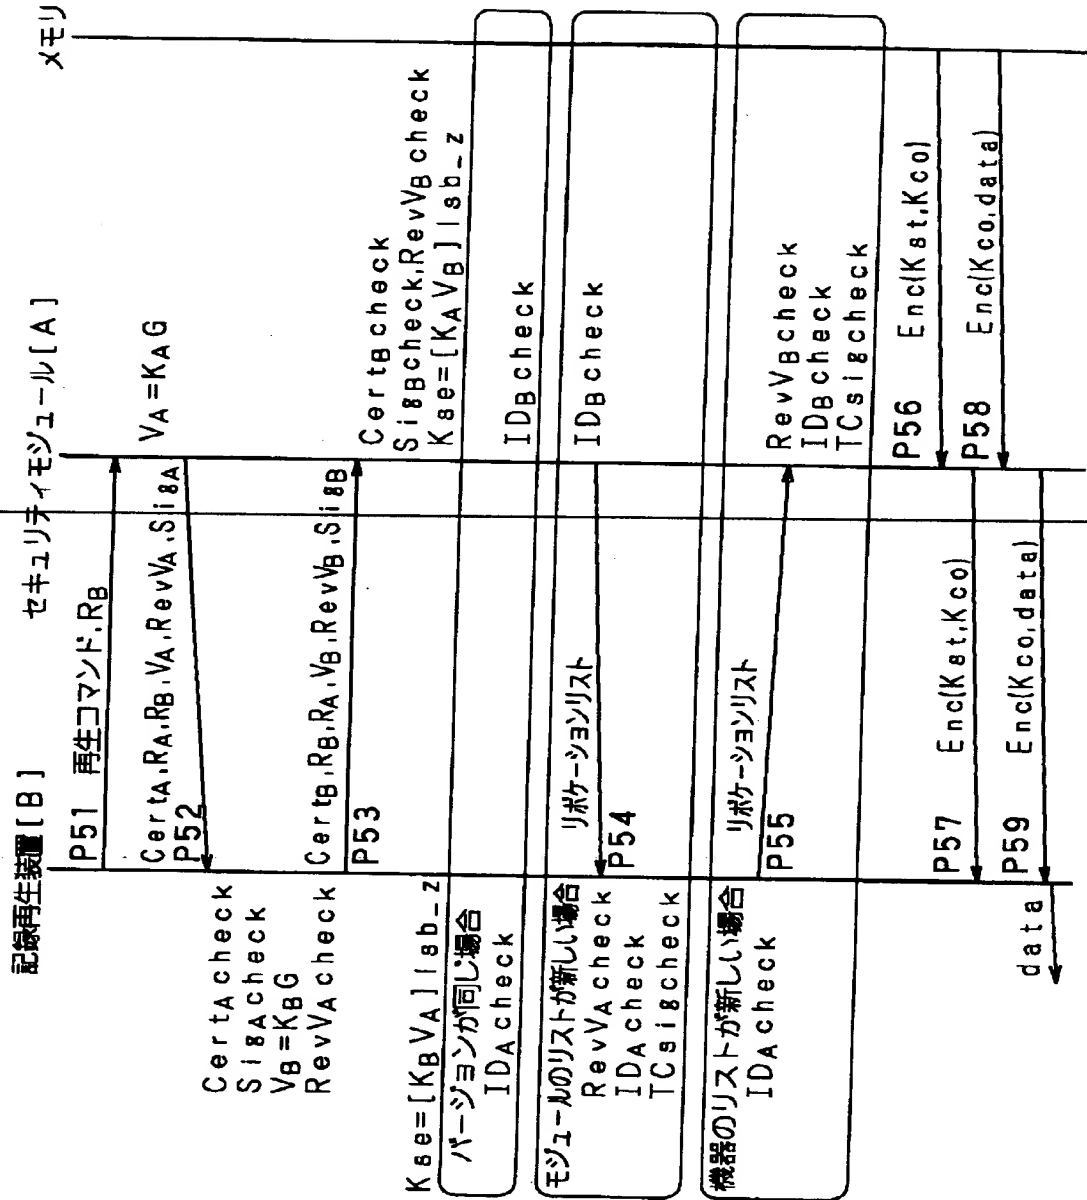 記録再生装置[B]
セキュリティモジュール[A]
メモリ
P51 再生コマンド,RB
VA=KAG
CertA,RA,RB,VA,RevVA,SigA
P52
CertAcheck
SigAcheck
VB=KBG
RevVAcheck
CertB,RB,RA,VB,RevVB,SigB
P53
CertBcheck
SigBcheck,RevVBcheck
Kse=[KAVB]lsb_z
Kse=[KBVA]lsb_z
バージョンが同じ場合
IDAcheck
IDBcheck
モジュールのリストが新しい場合
リボケーションリスト
P54
RevVAcheck
IDAcheck
TCsigcheck
IDBcheck
機器のリストが新しい場合
IDAcheck
リボケーションリスト
P55
RevVBcheck
IDBcheck
TCsigcheck
P56 Enc(Kst,Kco)
P57 Enc(Kst,Kco)
P58 Enc(Kco,data)
P59 Enc(Kco,data)
data